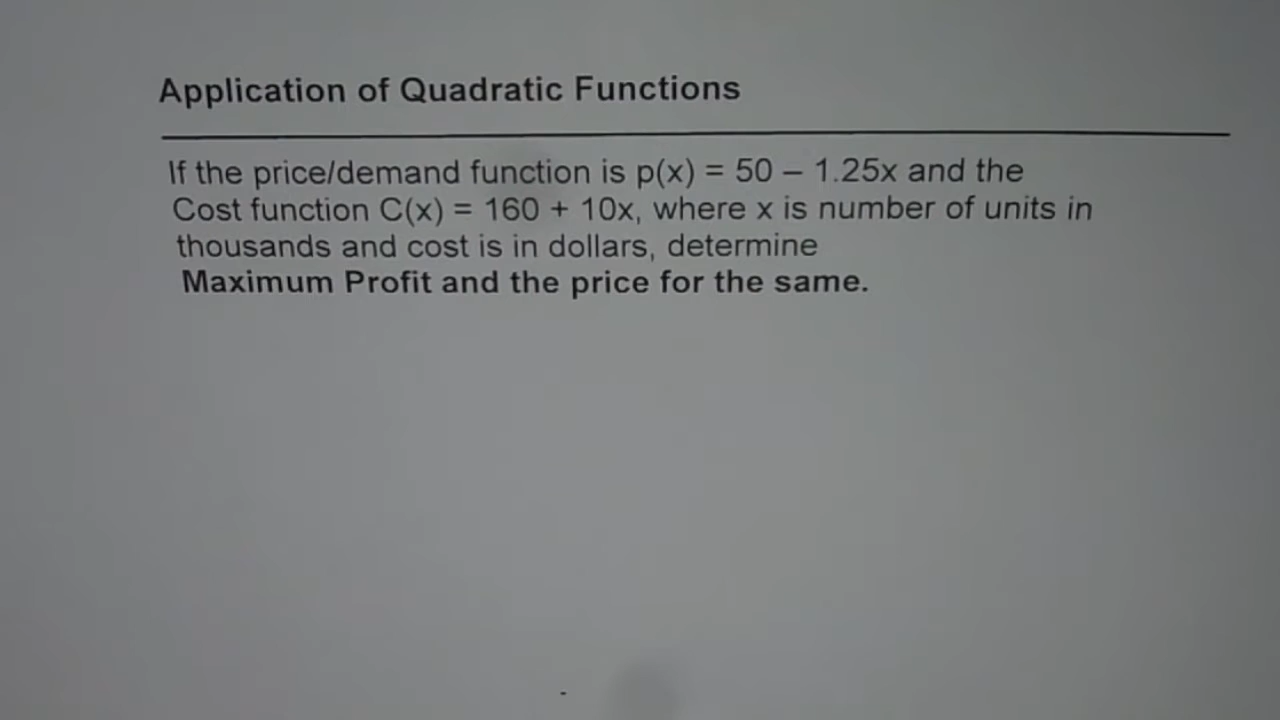 Application of Quadratic Functions
If the price/demand function is p(x) = 50 – 1.25x and the
Cost function C(x) = 160 + 10x, where x is number of units in
thousands and cost is in dollars, determine
Maximum Profit and the price for the same.